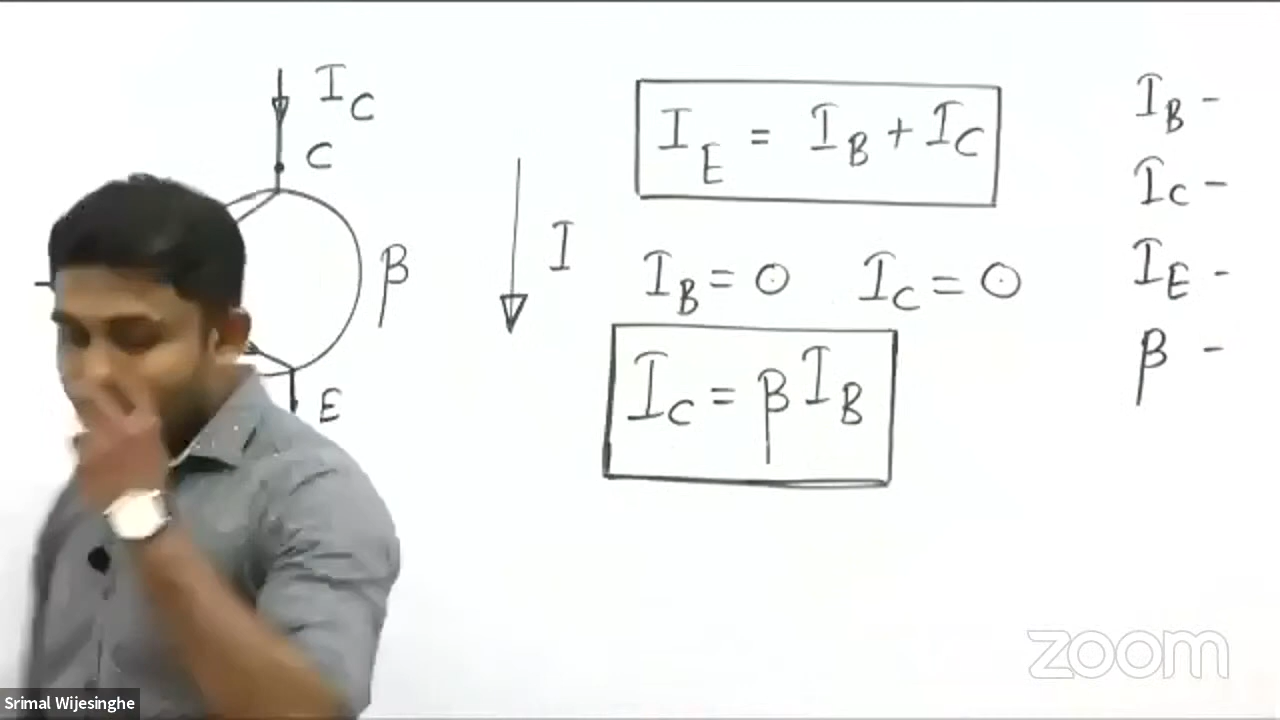 I_C
C
β
E
I
I_E = I_B + I_C
I_B = 0 I_C = 0
I_C = β I_B
I_B -
I_C -
I_E -
β -
zoom
Srimal Wijesinghe